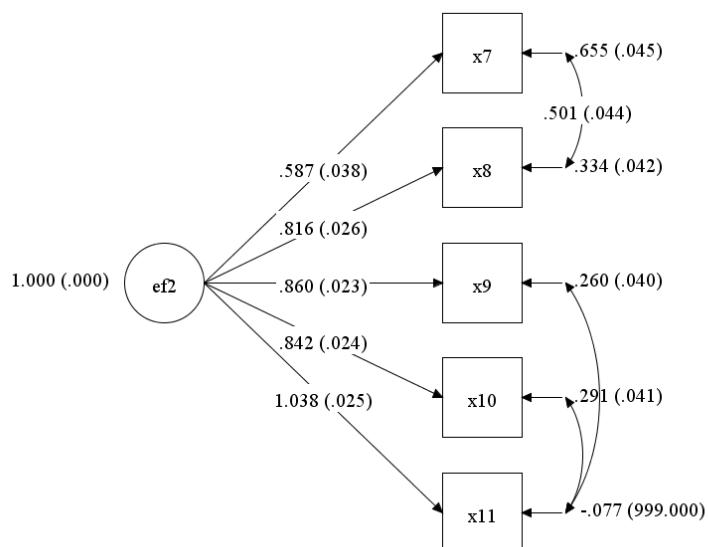 x7
.655 (.045)
.501 (.044)
.587 (.038)
x8
.334 (.042)
.816 (.026)
1.000 (.000)
ef2
.860 (.023)
x9
.260 (.040)
.842 (.024)
x10
.291 (.041)
1.038 (.025)
x11
-.077 (999.000)